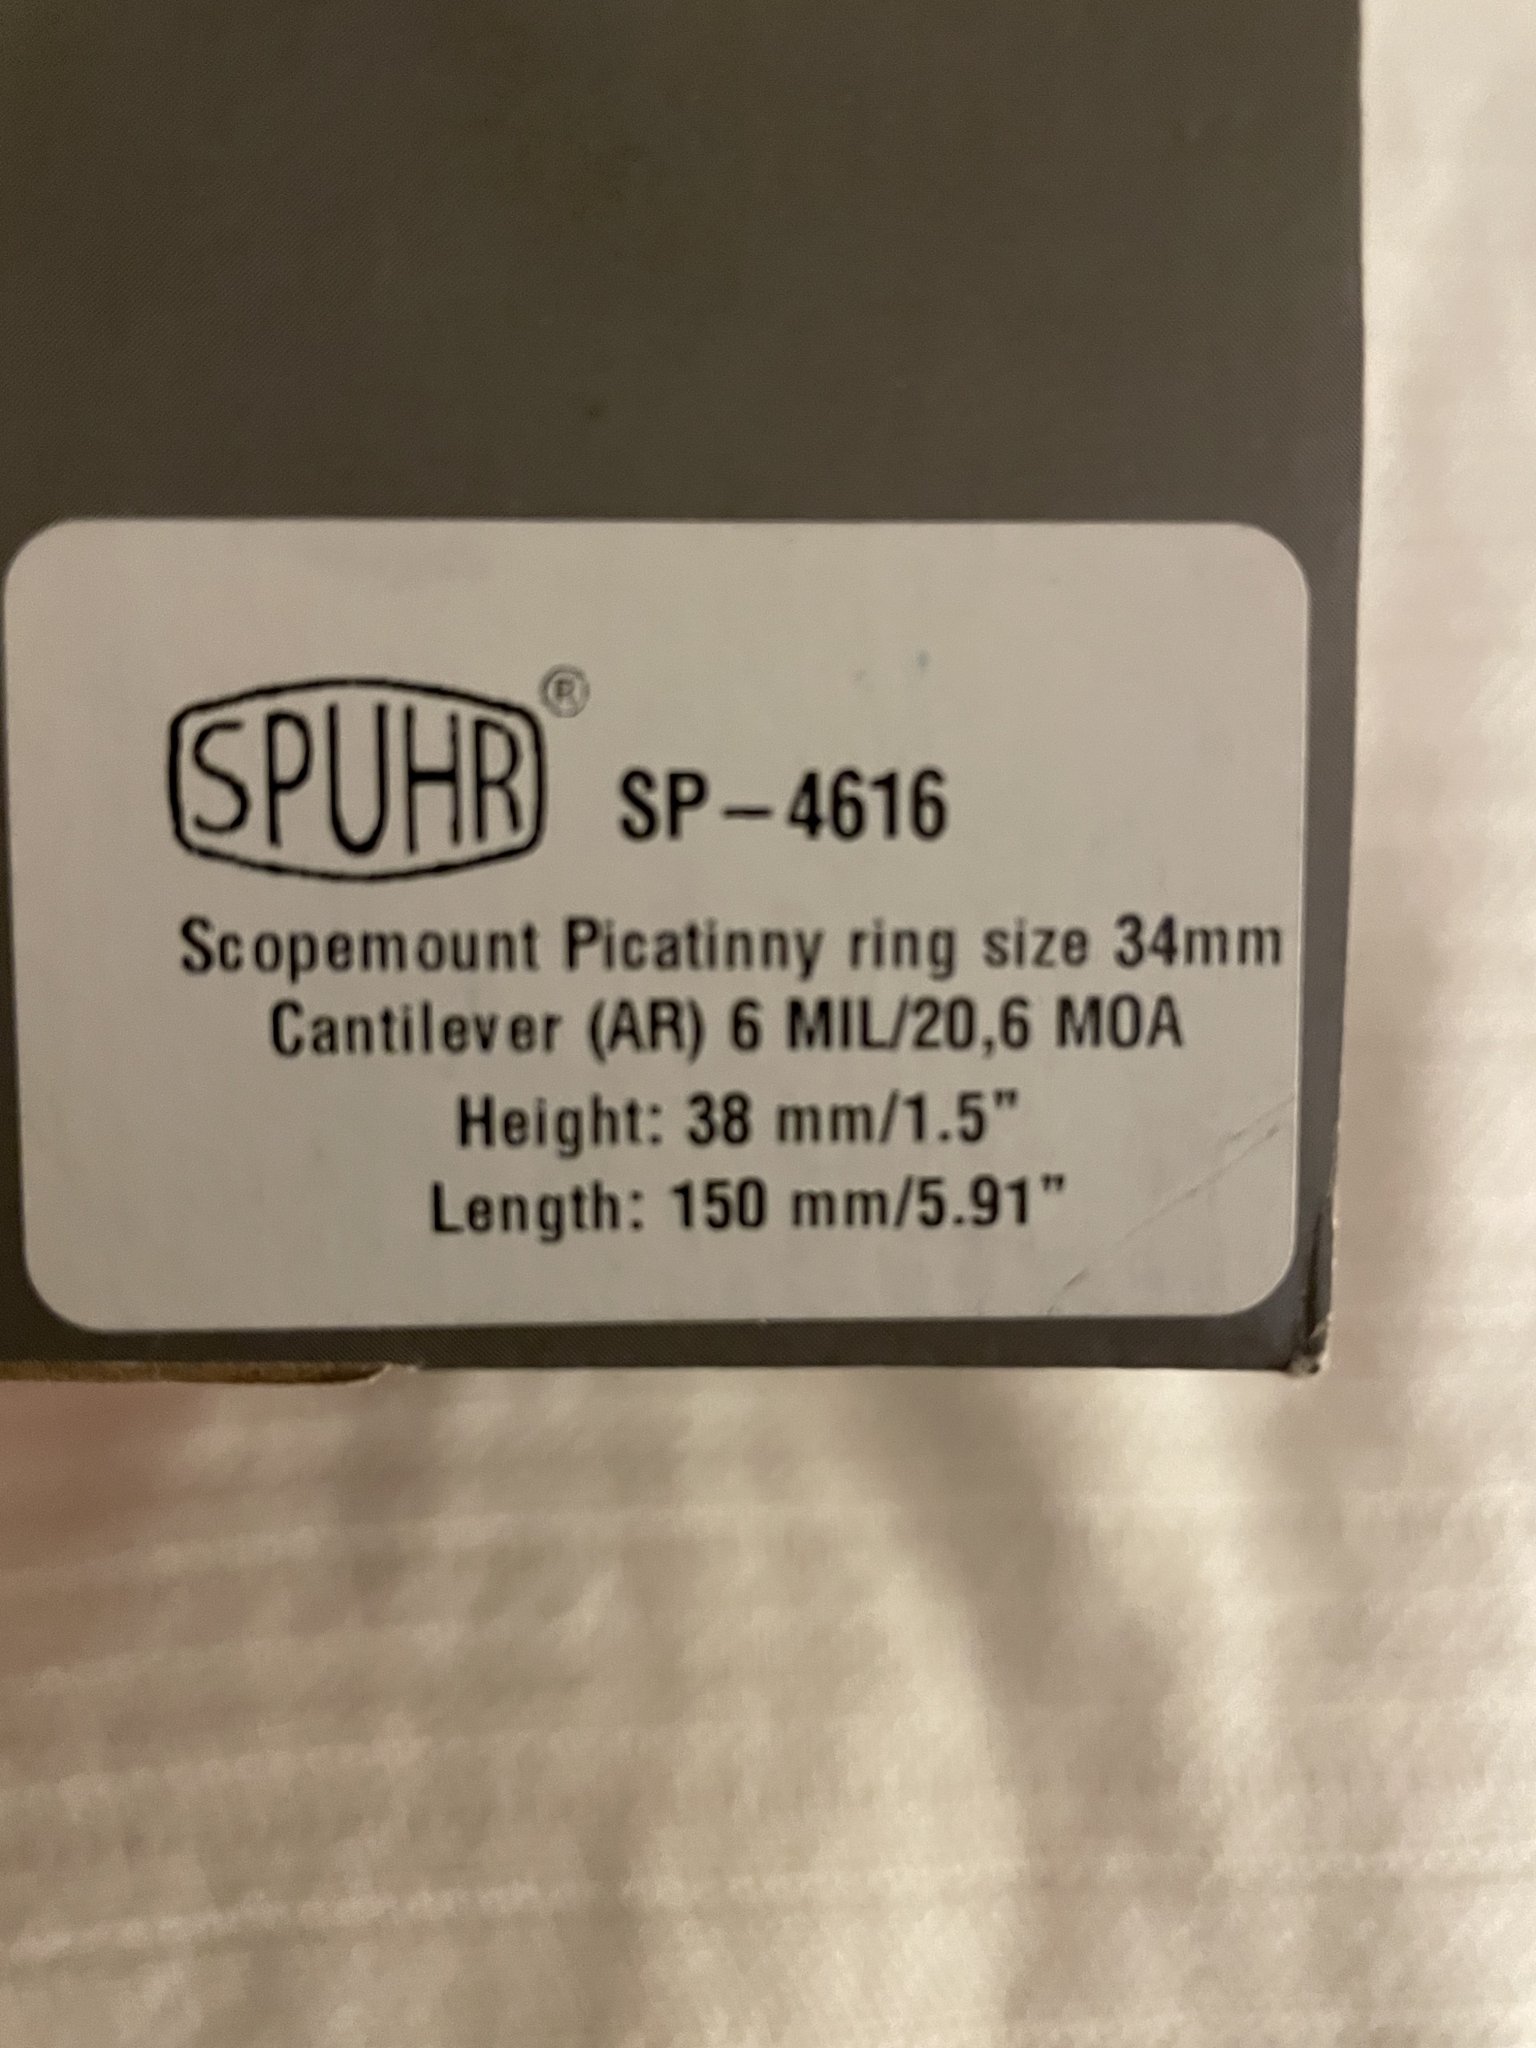 SPUHR® SP-4616
Scopemount Picatinny ring size 34mm
Cantilever (AR) 6 MIL/20,6 MOA
Height: 38 mm/1.5"
Length: 150 mm/5.91"